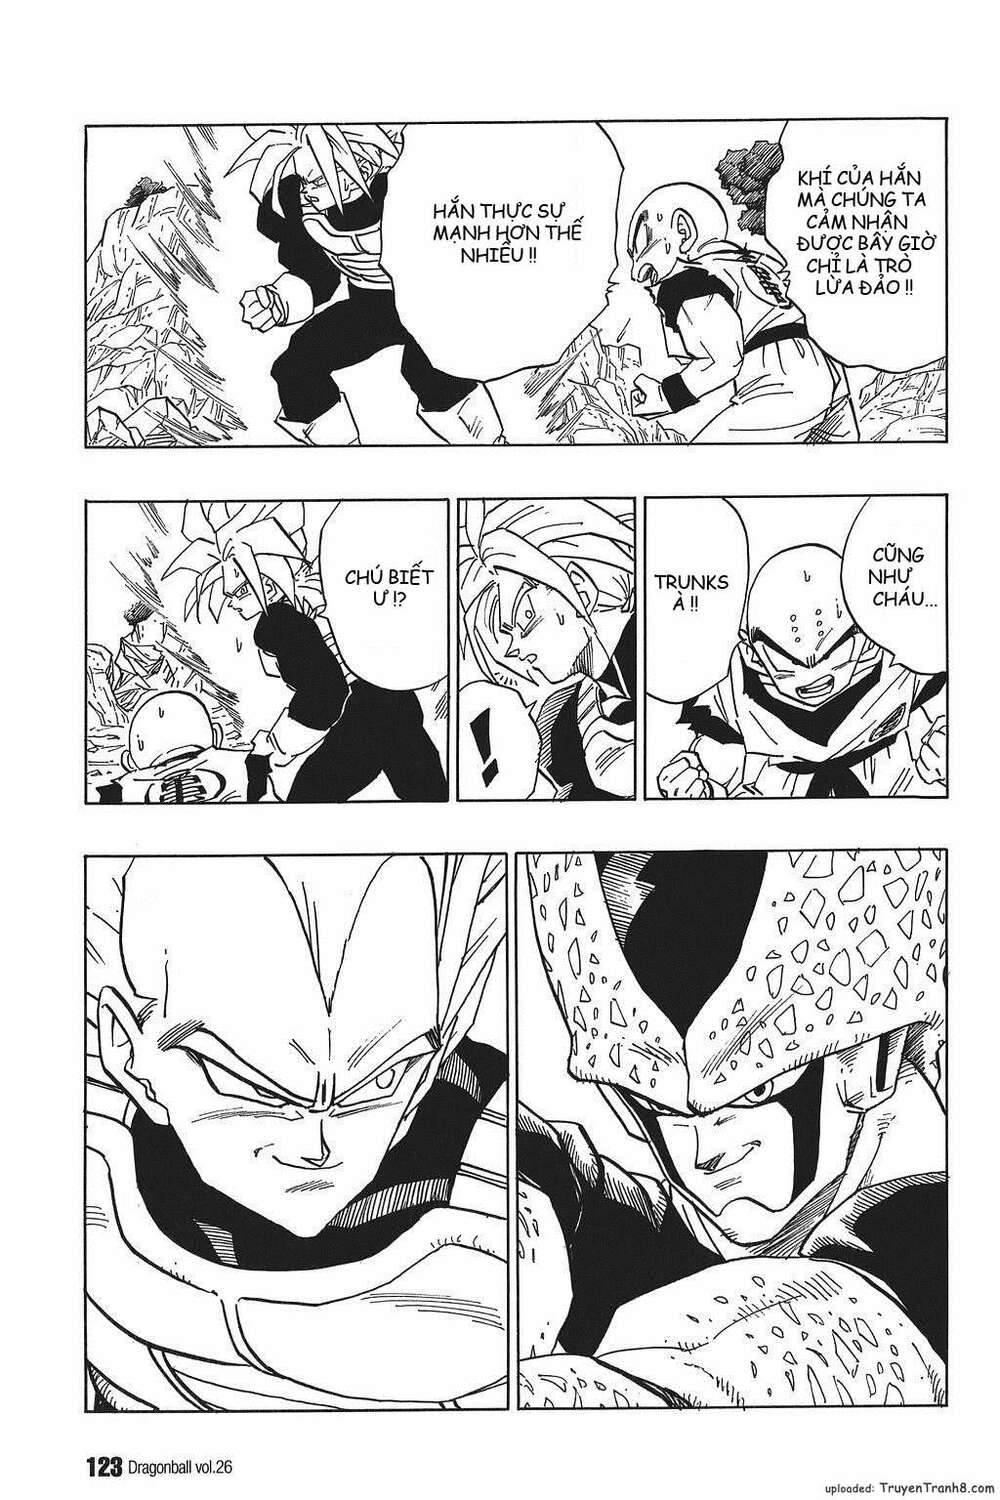 KHÍ CỦA HẮN
MÀ CHÚNG TA
CẢM NHẬN
ĐƯỢC BÂY GIỜ
CHỈ LÀ TRÒ
LỪA ĐẢO !!
HẮN THỰC SỰ
MẠNH HƠN THẾ
NHIỀU !!
CŨNG
NHƯ
CHÁU...
TRUNKS
À !!
!
CHÚ BIẾT
Ư !?
123 Dragonball vol.26
uploaded: TruyenTranh8.com